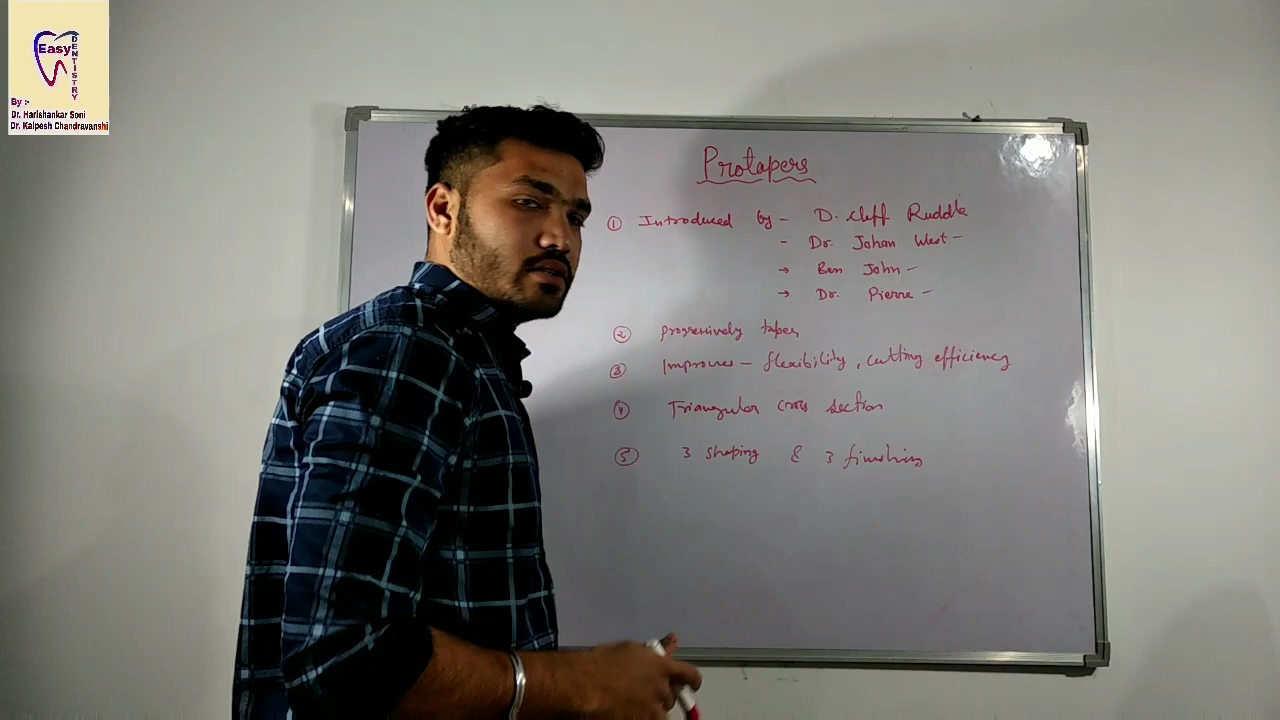 Easy
DENTISTRY
By :-
Dr. Harishankar Soni
Dr. Kalpesh Chandravanshi
Protapers
① Introduced by - D. Cliff Ruddle
- Dr. Johan West -
→ Ben John -
→ Dr. Pierre -
② progressively taper
③ Improves - flexibility, cutting efficiency
④ Triangular cross section
⑤ 3 shaping & 3 finishing